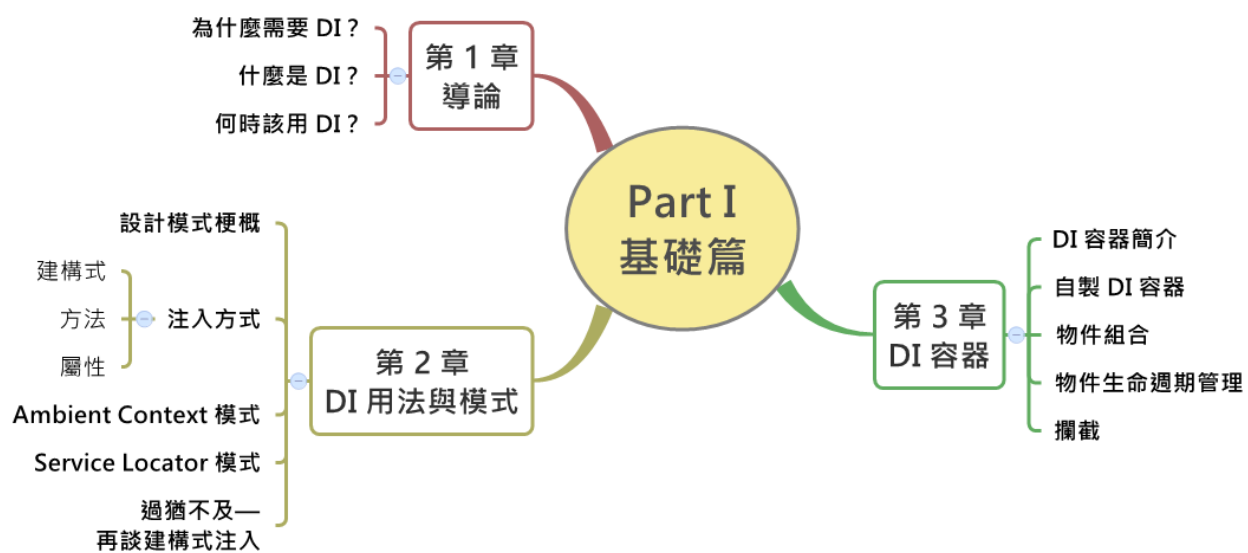 Part I
基礎篇
第 1 章
導論
為什麼需要 DI？
什麼是 DI？
何時該用 DI？
第 2 章
DI 用法與模式
設計模式梗概
注入方式
建構式
方法
屬性
Ambient Context 模式
Service Locator 模式
過猶不及—
再談建構式注入
第 3 章
DI 容器
DI 容器簡介
自製 DI 容器
物件組合
物件生命週期管理
攔截